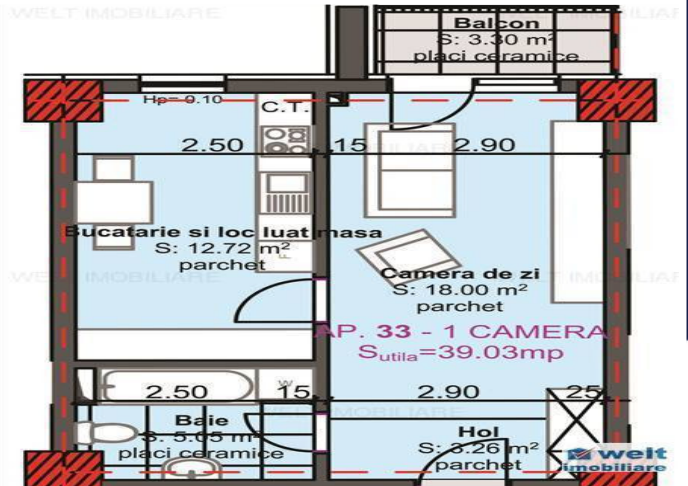 WELT IMOBILIARE
Balcon
S: 3.30 m²
placi ceramice
Hp= 0.10
C.T.
2.50
15
2.90
Bucatarie si loc luat masa
S: 12.72 m²
parchet
Camera de zi
S: 18.00 m²
parchet
WELT IMOBILIARE
AP. 33 - 1 CAMERA
Sutila=39.03mp
2.50
15
2.90
25
Baie
S: 5.05 m²
placi ceramice
Hol
S: 3.26 m²
parchet
welt
imobiliare